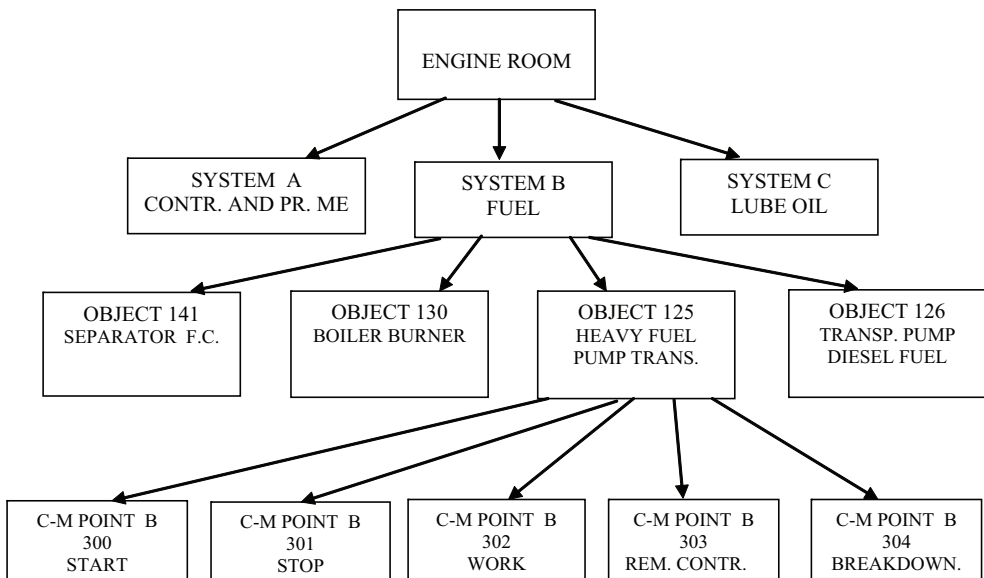 ENGINE ROOM
SYSTEM A
CONTR. AND PR. ME
SYSTEM B
FUEL
SYSTEM C
LUBE OIL
OBJECT 141
SEPARATOR F.C.
OBJECT 130
BOILER BURNER
OBJECT 125
HEAVY FUEL
PUMP TRANS.
OBJECT 126
TRANSP. PUMP
DIESEL FUEL
C-M POINT B
300
START
C-M POINT B
301
STOP
C-M POINT B
302
WORK
C-M POINT B
303
REM. CONTR.
C-M POINT B
304
BREAKDOWN.